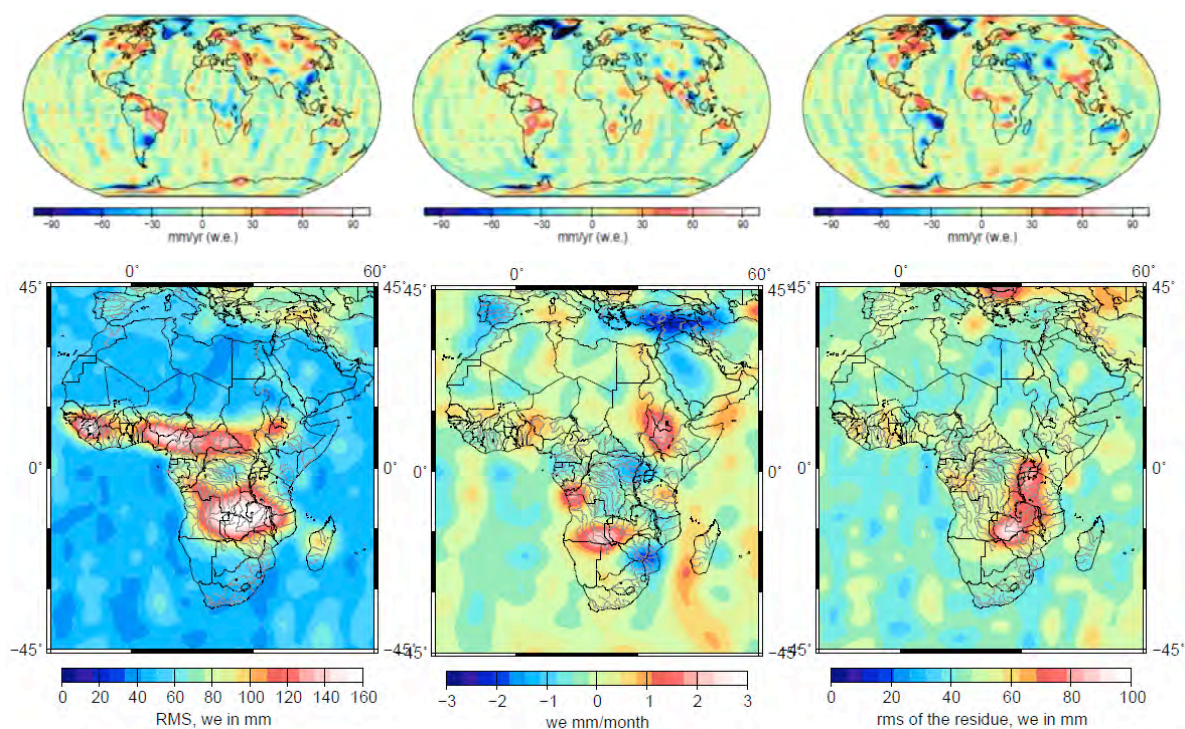 −90 −60 −30 0 30 60 90
mm/yr (w.e.)
−90 −60 −30 0 30 60 90
mm/yr (w.e.)
−90 −60 −30 0 30 60 90
mm/yr (w.e.)
0° 60°
45° 45°
0° 0°
−45° −45°
0 20 40 60 80 100 120 140 160
RMS, we in mm
0° 60°
45° 45°
0° 0°
−45° −45°
−3 −2 −1 0 1 2 3
we mm/month
0° 60°
45° 45°
0° 0°
−45° −45°
0 20 40 60 80 100
rms of the residue, we in mm